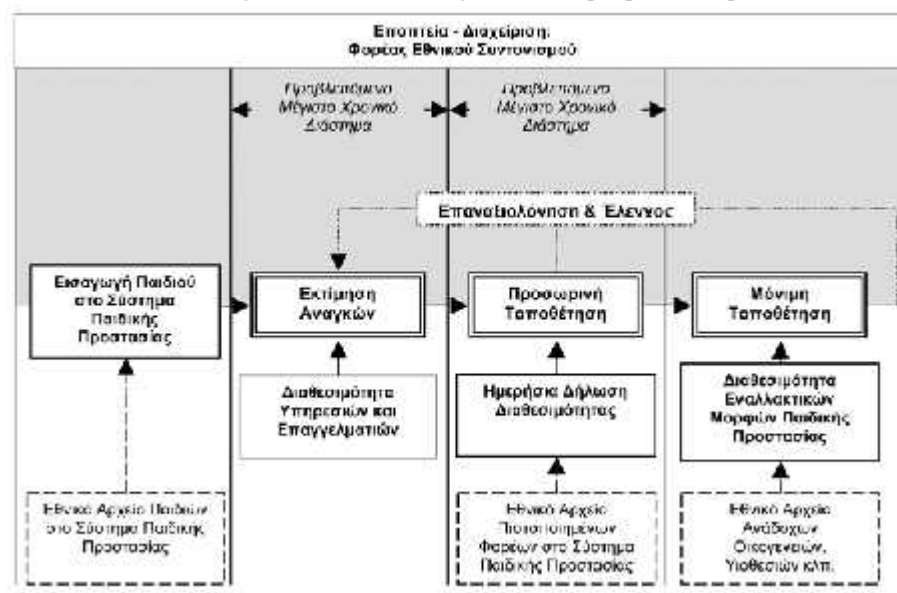 Εποπτεία - Διαχείριση:
Φορέας Εθνικού Συντονισμού
Προβλεπόμενο
Μέγιστο Χρονικό
Διάστημα
Προβλεπόμενο
Μέγιστο Χρονικό
Διάστημα
Επαναξιολόγηση & Έλεγχος
Εισαγωγή Παιδιού
στο Σύστημα
Παιδικής
Προστασίας
Εκτίμηση
Αναγκών
Προσωρινή
Τοποθέτηση
Μόνιμη
Τοποθέτηση
Διαθεσιμότητα
Υπηρεσιών και
Επαγγελματιών
Ημερήσια Δήλωση
Διαθεσιμότητας
Διαθεσιμότητα
Εναλλακτικών
Μορφών Παιδικής
Προστασίας
Εθνικό Αρχείο Παιδιών
στο Σύστημα Παιδικής
Προστασίας
Εθνικό Αρχείο
Πιστοποιημένων
Φορέων στο Σύστημα
Παιδικής Προστασίας
Εθνικό Αρχείο
Ανάδοχων
Οικογενειών,
Υιοθεσιών κλπ.